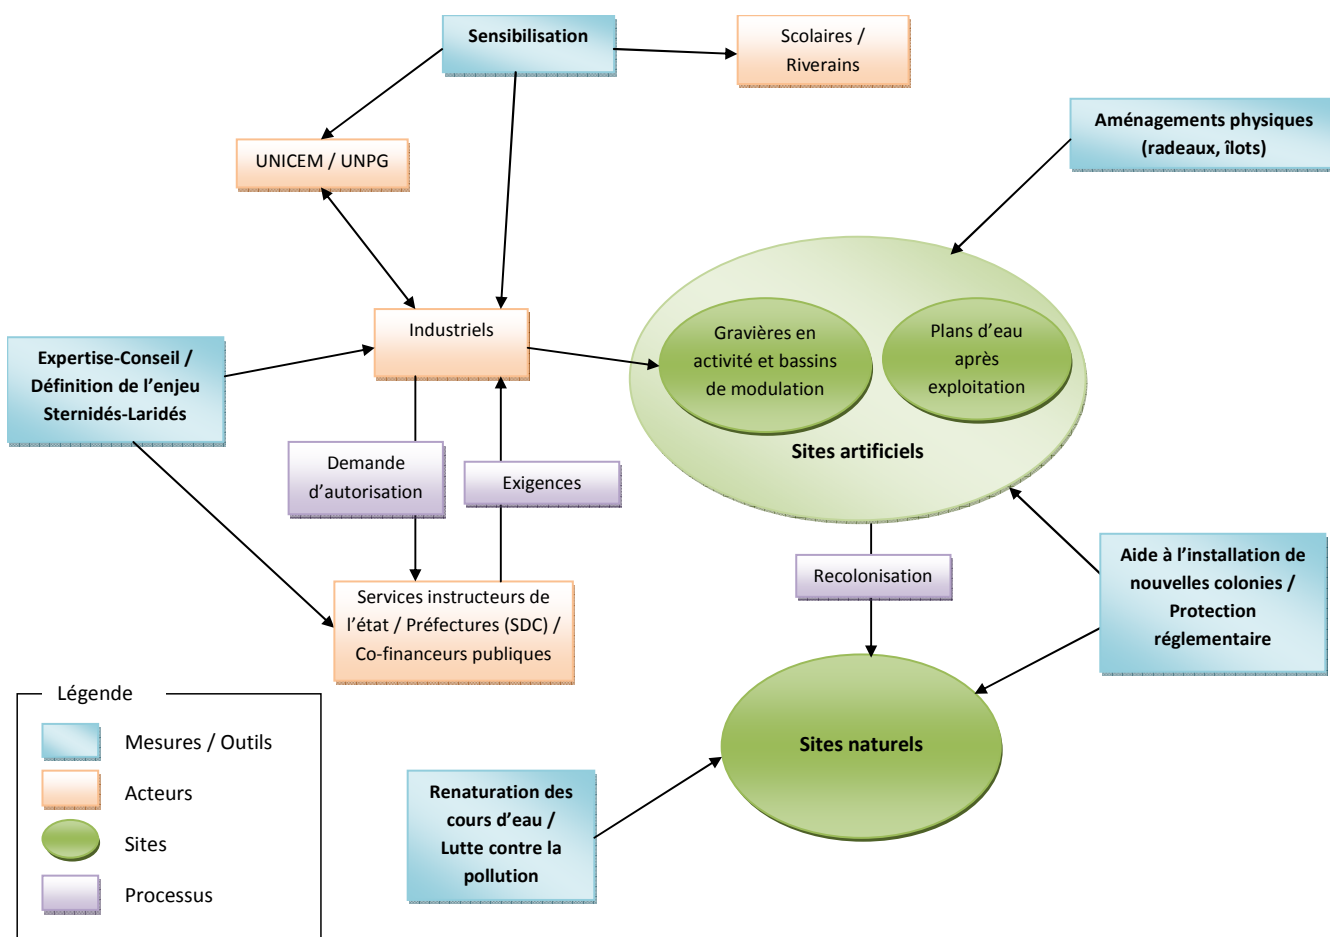 Sensibilisation
Scolaires /
Riverains
Aménagements physiques
(radeaux, îlots)
UNICEM / UNPG
Industriels
Gravières en
activité et bassins
de modulation
Plans d'eau
après
exploitation
Sites artificiels
Expertise-Conseil /
Définition de l'enjeu
Sternidés-Laridés
Demande
d'autorisation
Exigences
Recolonisation
Aide à l'installation de
nouvelles colonies /
Protection
réglementaire
Services instructeurs de
l'état / Préfectures (SDC) /
Co-financeurs publiques
Sites naturels
Renaturation des
cours d'eau /
Lutte contre la
pollution
Légende
Mesures / Outils
Acteurs
Sites
Processus